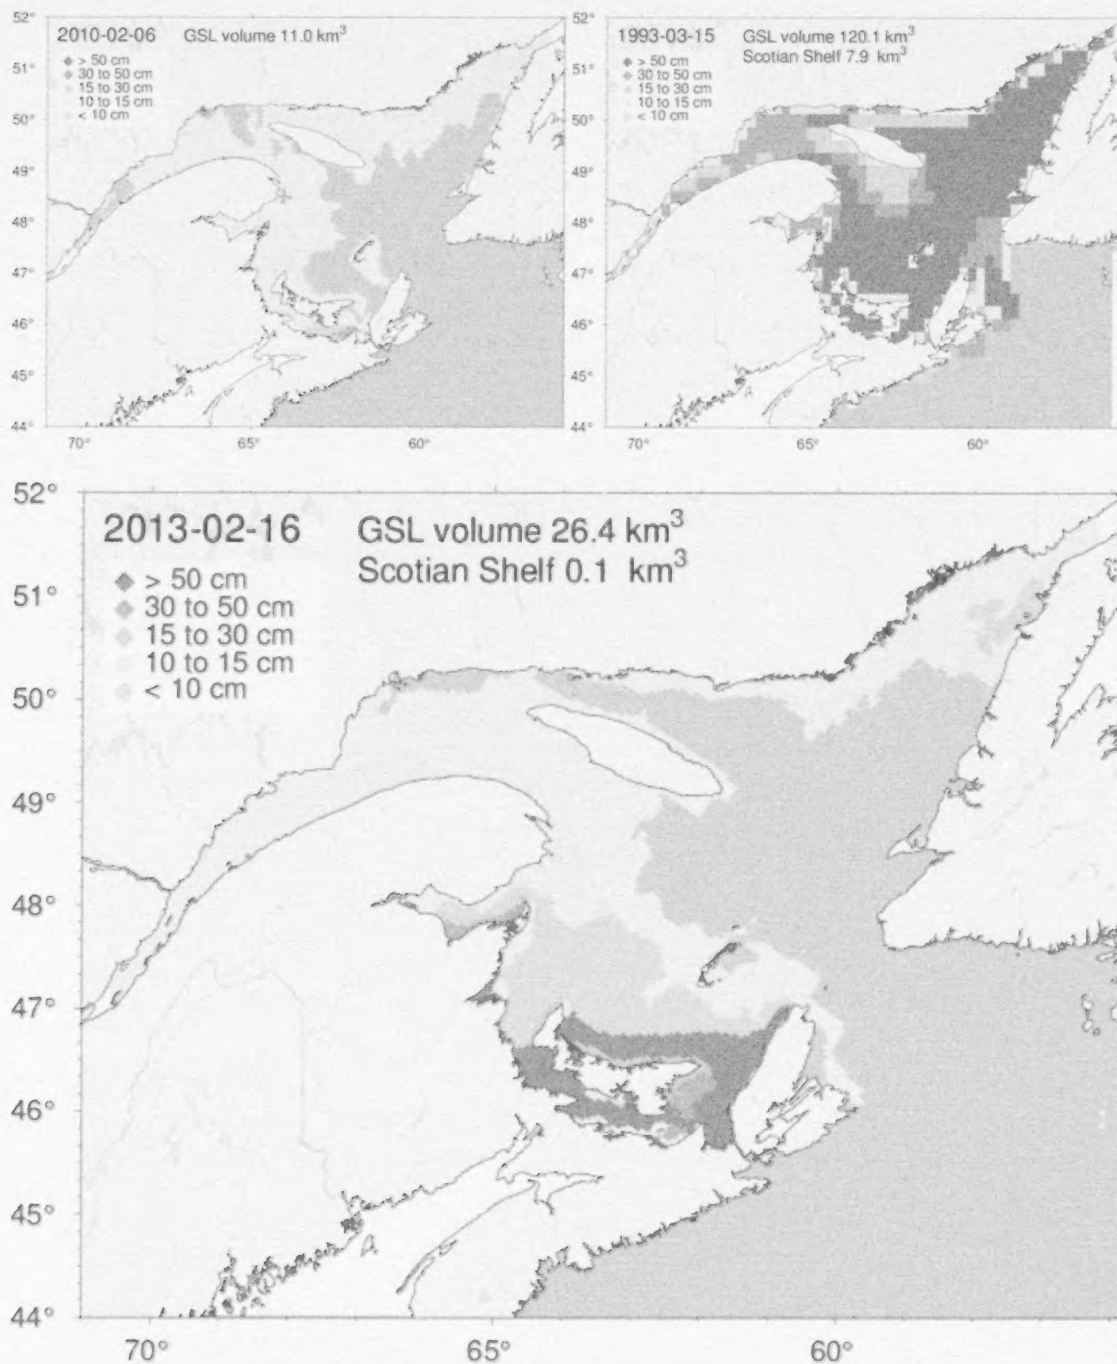 52°
51°
50°
49°
48°
47°
46°
45°
44°
70°
65°
60°
2010-02-06 GSL volume 11.0 km³
> 50 cm
30 to 50 cm
15 to 30 cm
10 to 15 cm
< 10 cm
52°
51°
50°
49°
48°
47°
46°
45°
44°
70°
65°
60°
1993-03-15 GSL volume 120.1 km³
Scotian Shelf 7.9 km³
> 50 cm
30 to 50 cm
15 to 30 cm
10 to 15 cm
< 10 cm
52°
51°
50°
49°
48°
47°
46°
45°
44°
70°
65°
60°
2013-02-16 GSL volume 26.4 km³
Scotian Shelf 0.1 km³
> 50 cm
30 to 50 cm
15 to 30 cm
10 to 15 cm
< 10 cm